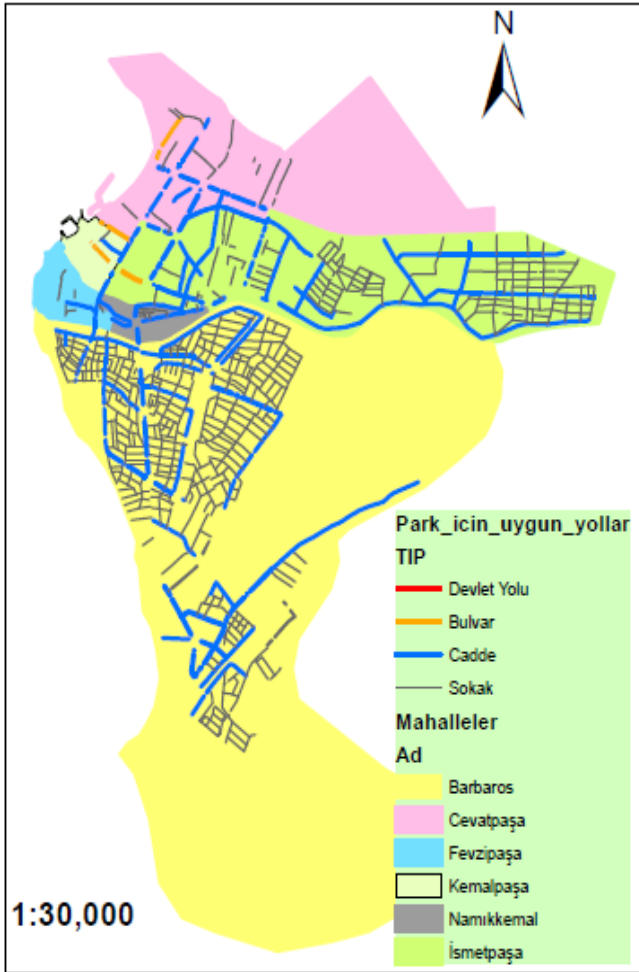 N
Park_icin_uygun_yollar
TIP
Devlet Yolu
Bulvar
Cadde
Sokak
Mahalleler
Ad
Barbaros
Cevatpaşa
Fevzipaşa
Kemalpaşa
Namıkkemal
İsmetpaşa
1:30,000